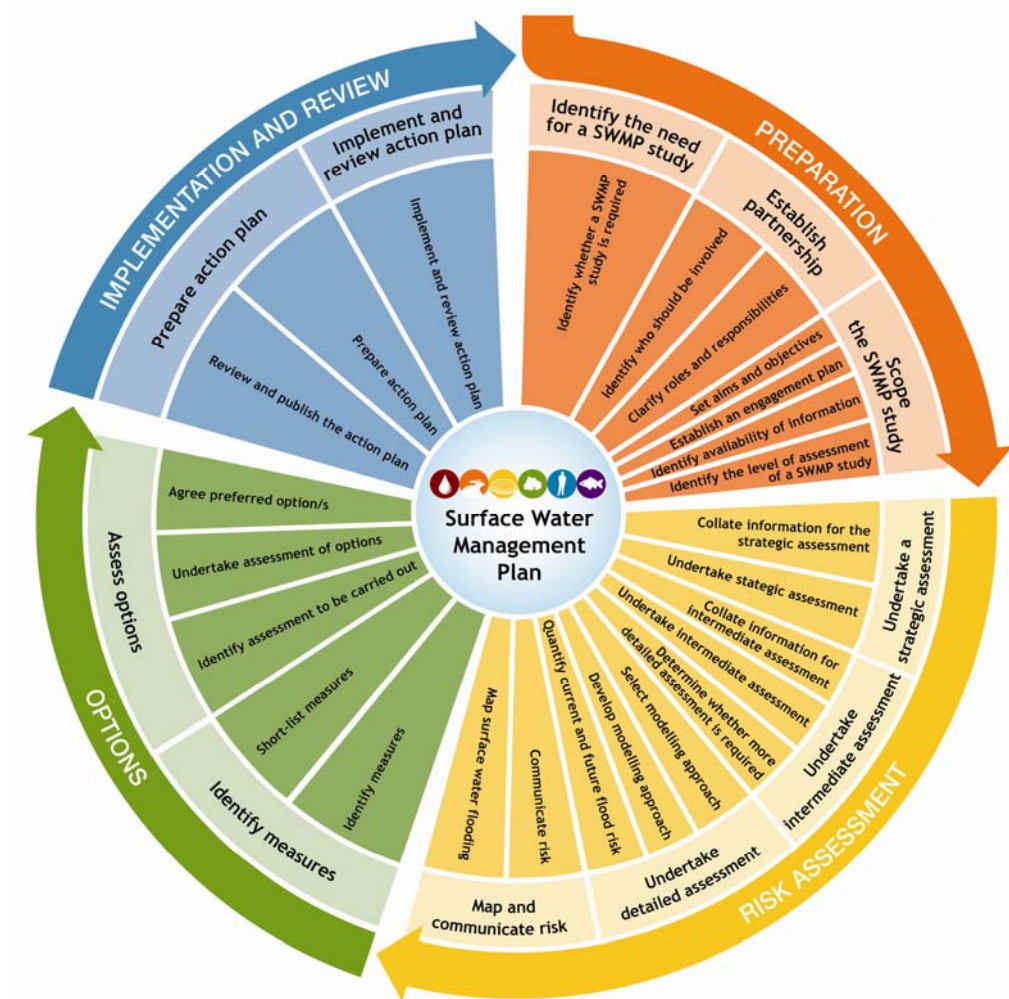 PREPARATION
Identify the need
for a SWMP study
Identify whether a SWMP
study is required
Establish
partnership
Identify who should be involved
Clarify roles and responsibilities
Scope
the SWMP study
Set aims and objectives
Establish an engagement plan
Identify availability of information
Identify the level of assessment
of a SWMP study
RISK ASSESSMENT
Undertake a
strategic assessment
Collate information for the
strategic assessment
Undertake stategic assessment
Undertake
intermediate assessment
Collate information for
intermediate assessment
Undertake intermediate assessment
Determine whether more
detailed assessment is required
Undertake
detailed assessment
Select modelling approach
Develop modelling approach
Quantify current and future flood risk
Map and
communicate risk
Communicate risk
Map surface water flooding
OPTIONS
Identify measures
Identify measures
Short-list measures
Assess options
Identify assessment to be carried out
Undertake assessment of options
Agree preferred option/s
IMPLEMENTATION AND REVIEW
Prepare action plan
Review and publish the action plan
Prepare action plan
Implement and
review action plan
Implement and review action plan
Surface Water
Management
Plan